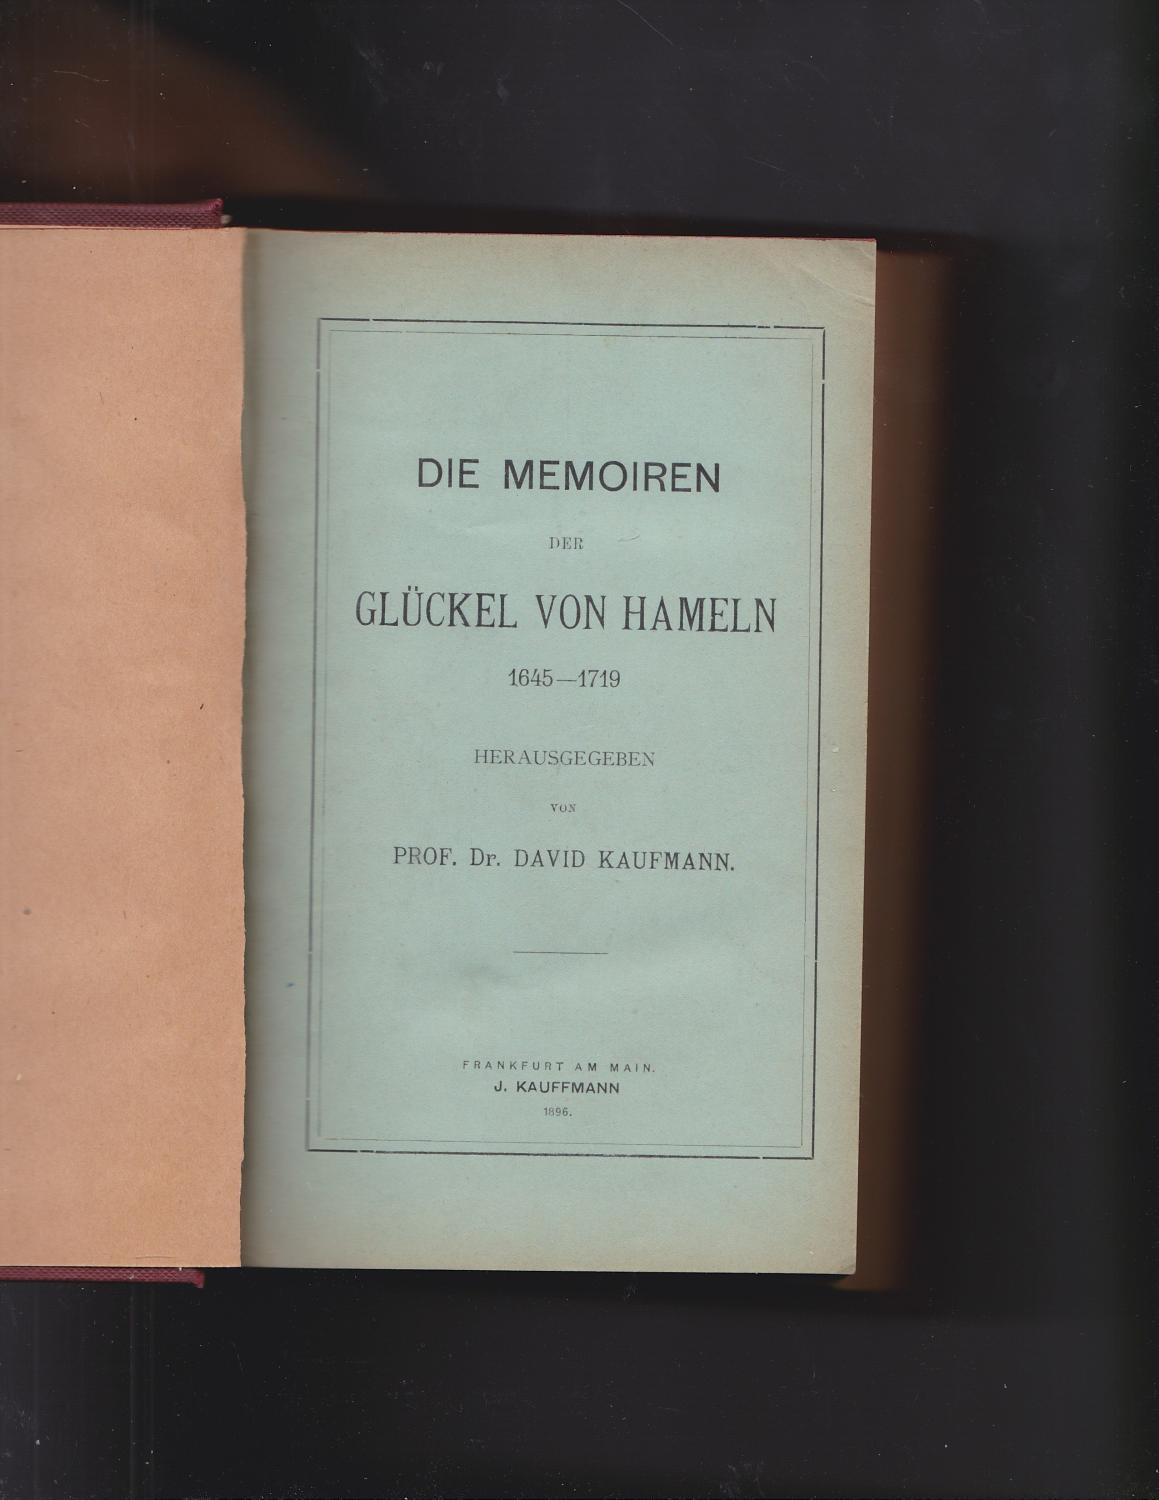 DIE MEMOIREN
DER
GLÜCKEL VON HAMELN
1645—1719
HERAUSGEGEBEN
VON
PROF. Dr. DAVID KAUFMANN.
FRANKFURT AM MAIN.
J. KAUFFMANN
1896.